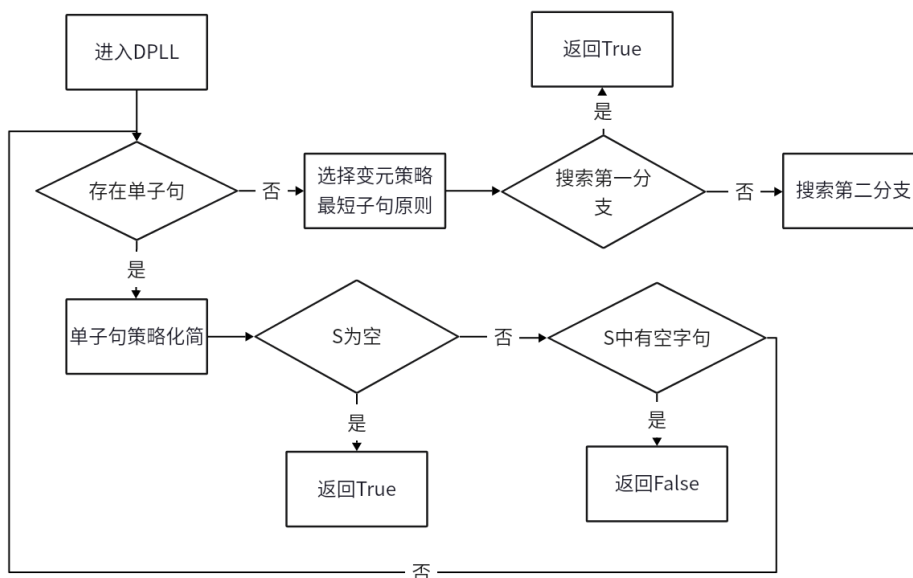 进入DPLL
返回True
是
存在单子句
否
选择变元策略
最短子句原则
搜索第一分
支
否
搜索第二分支
是
单子句策略化简
S为空
否
S中有空字句
是
是
返回True
返回False
否